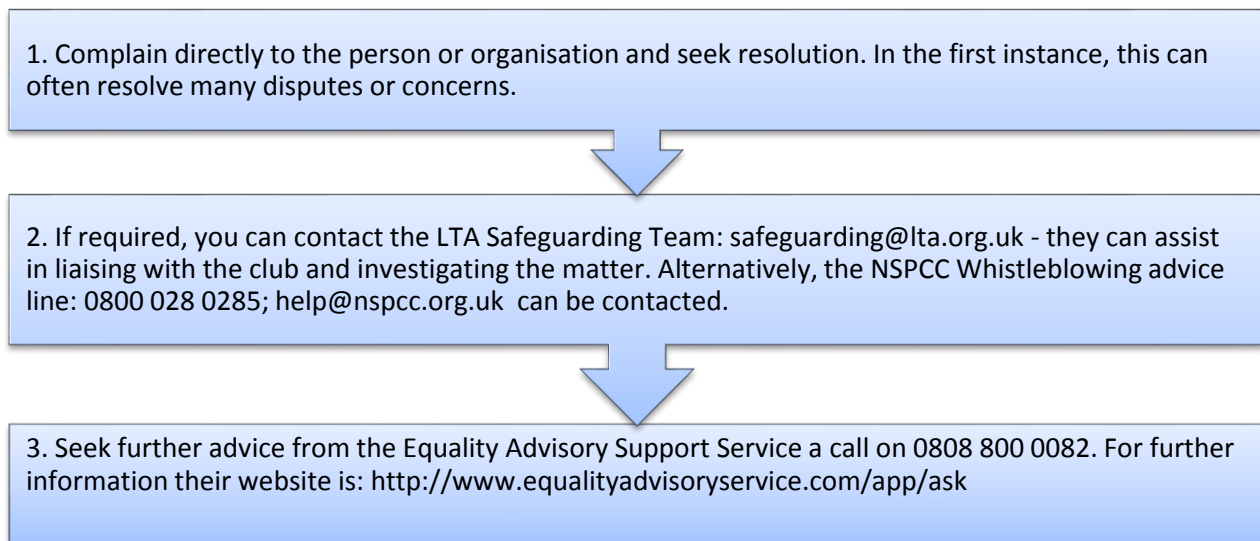 1. Complain directly to the person or organisation and seek resolution. In the first instance, this can
often resolve many disputes or concerns.
2. If required, you can contact the LTA Safeguarding Team: safeguarding@lta.org.uk - they can assist
in liaising with the club and investigating the matter. Alternatively, the NSPCC Whistleblowing advice
line: 0800 028 0285; help@nspcc.org.uk  can be contacted.
3. Seek further advice from the Equality Advisory Support Service a call on 0808 800 0082. For further
information their website is: http://www.equalityadvisoryservice.com/app/ask